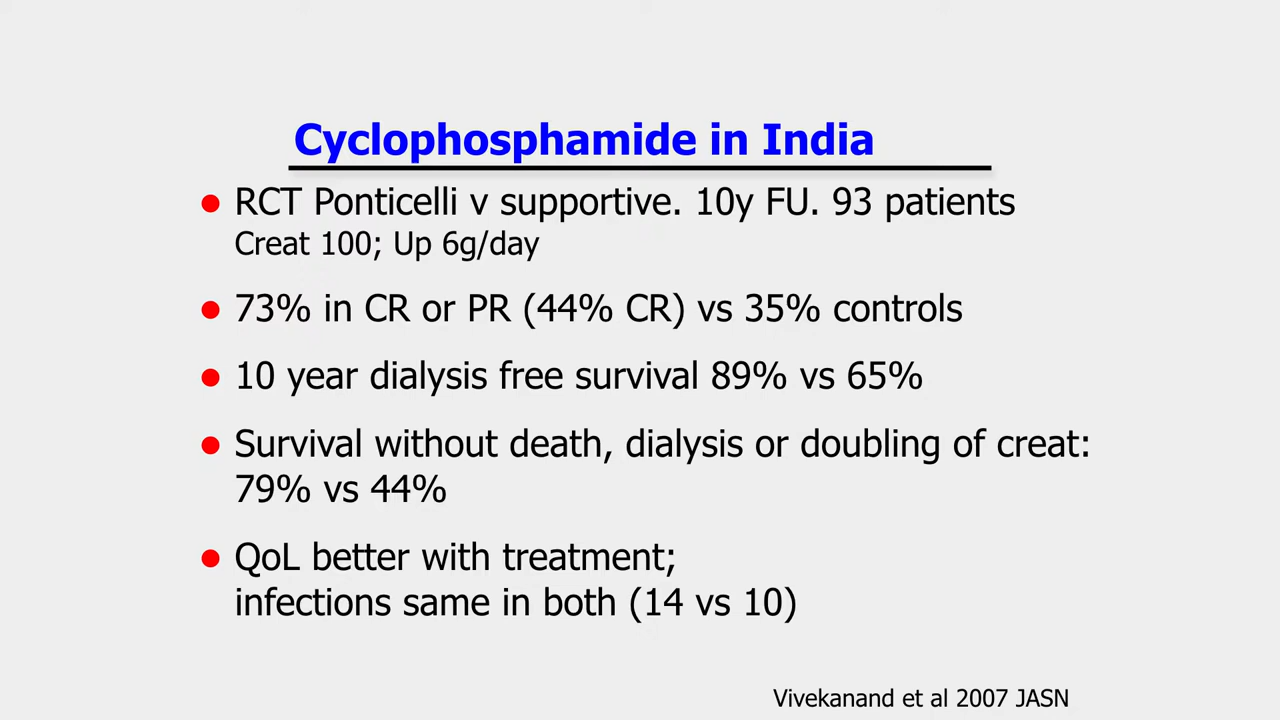 Cyclophosphamide in India
● RCT Ponticelli v supportive. 10y FU. 93 patients
Creat 100; Up 6g/day
● 73% in CR or PR (44% CR) vs 35% controls
● 10 year dialysis free survival 89% vs 65%
● Survival without death, dialysis or doubling of creat:
79% vs 44%
● QoL better with treatment;
infections same in both (14 vs 10)
Vivekanand et al 2007 JASN